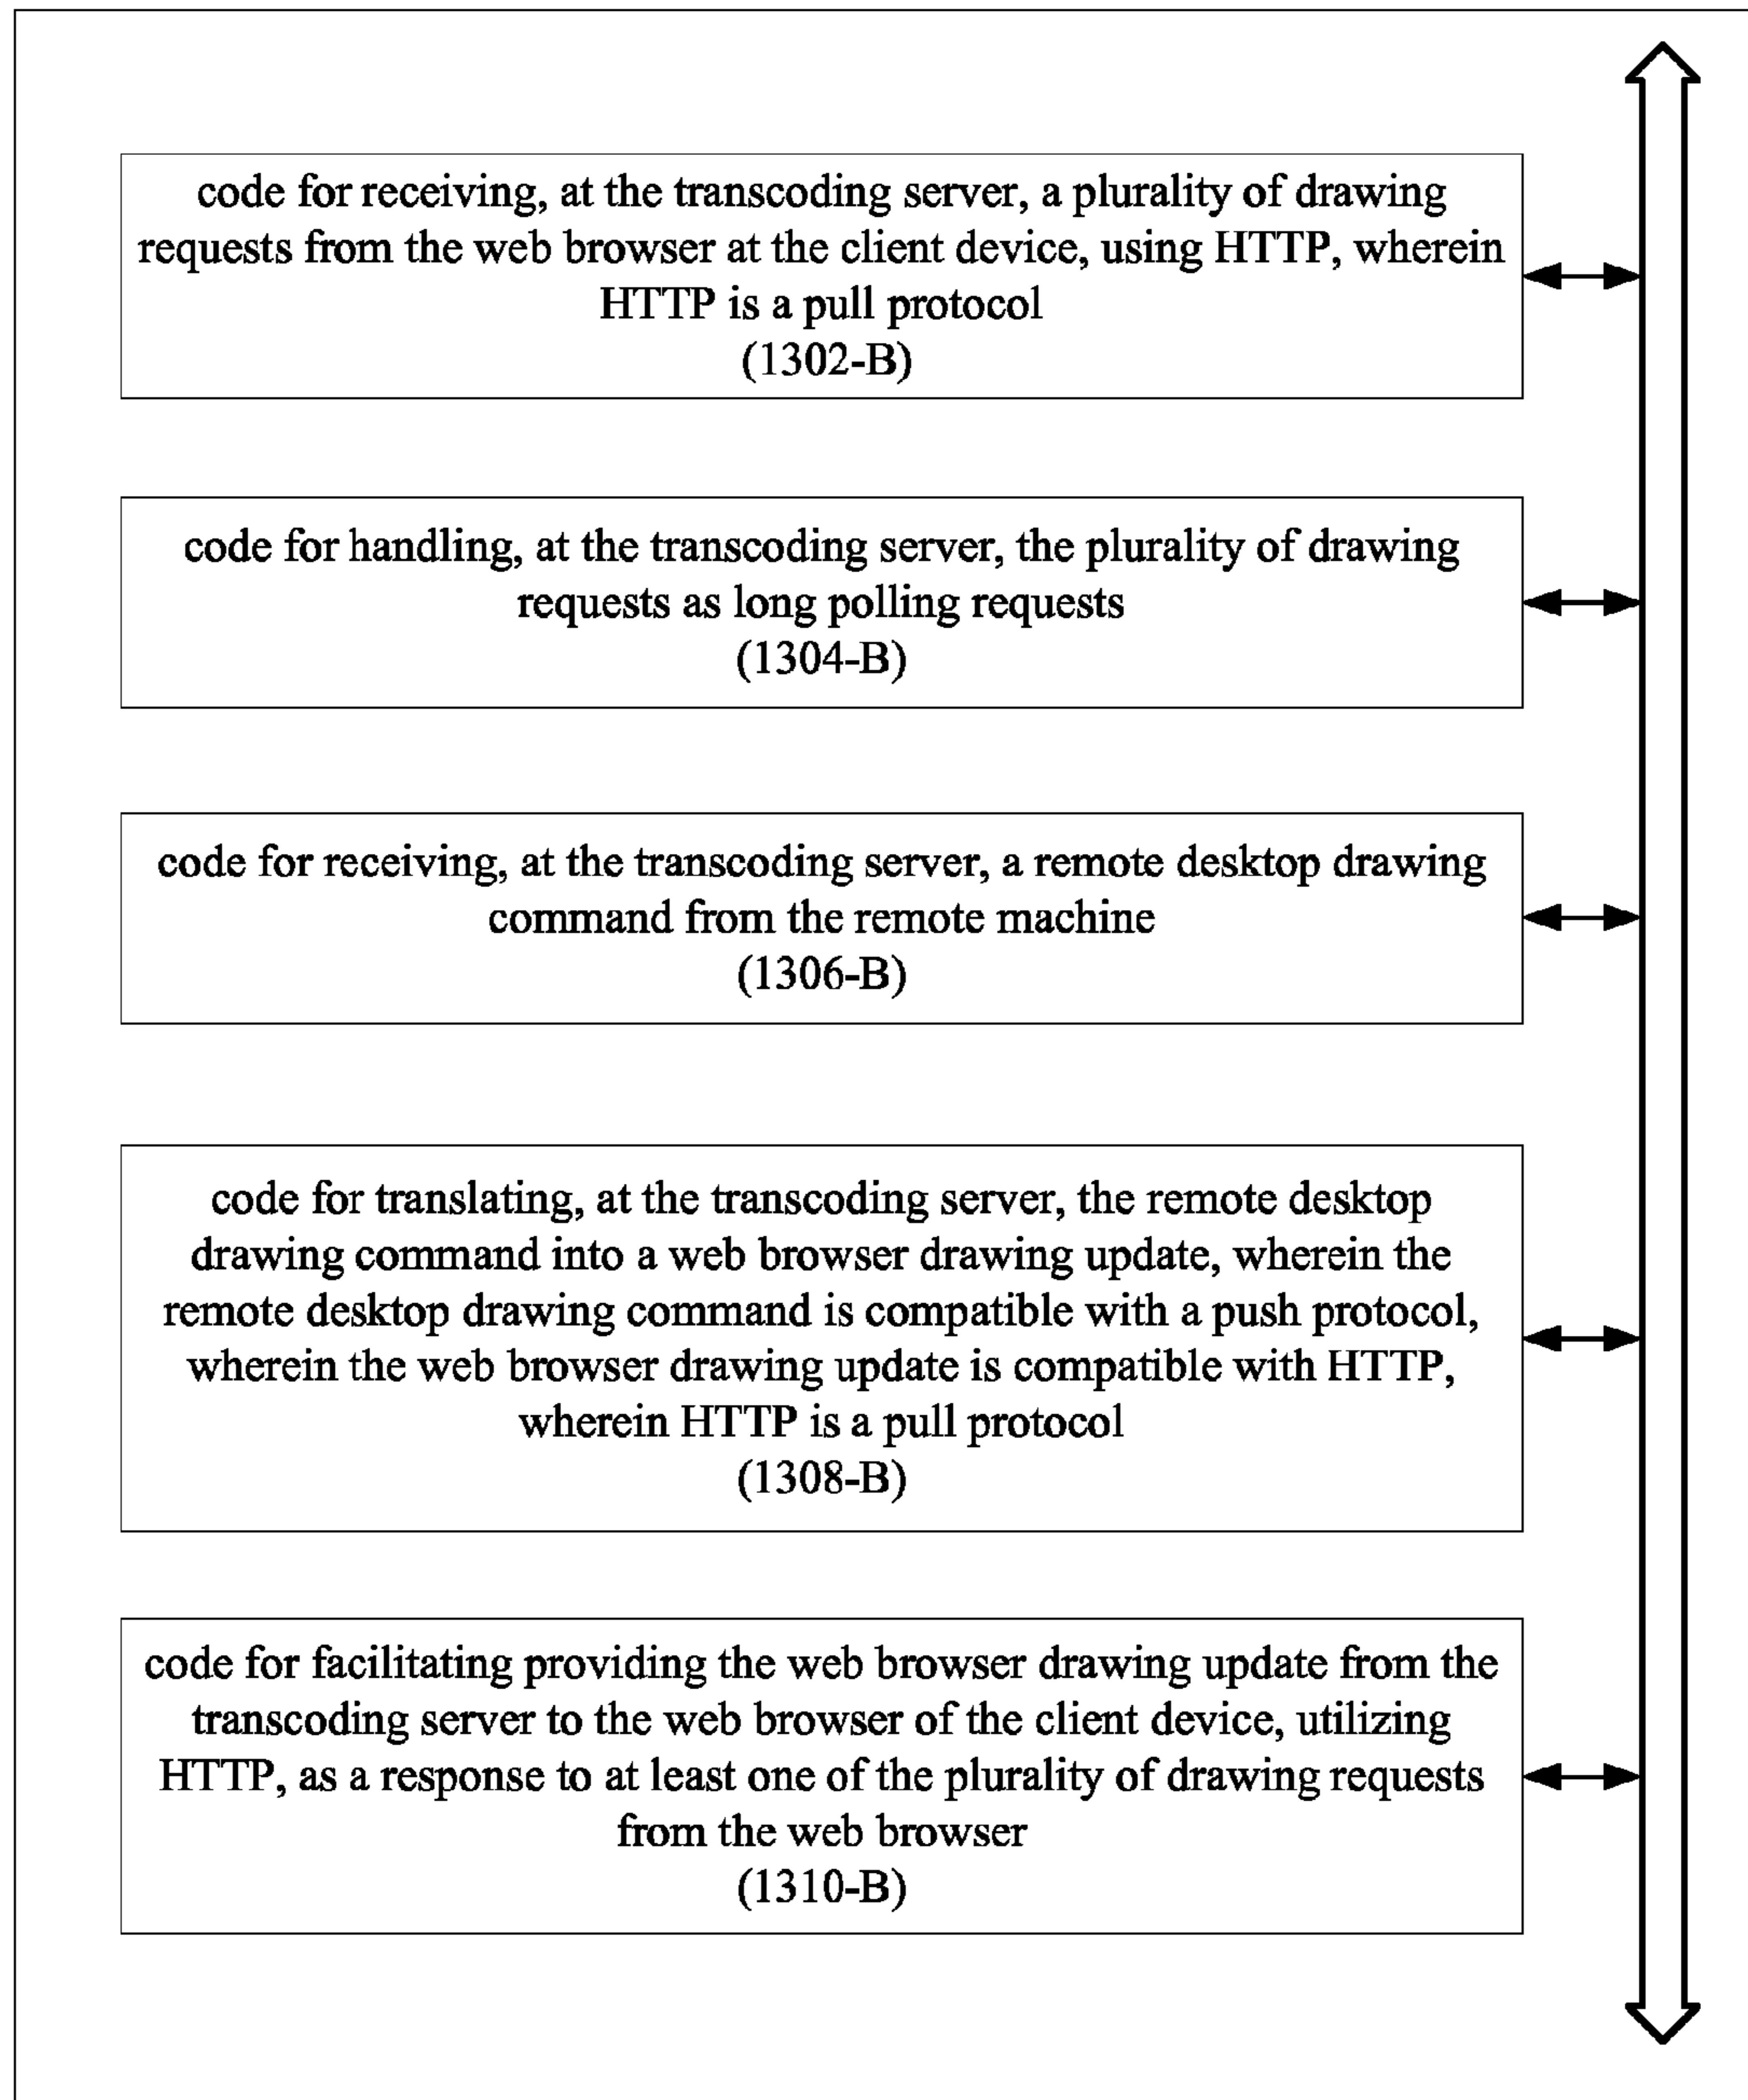 code for receiving, at the transcoding server, a plurality of drawing
requests from the web browser at the client device, using HTTP, wherein
HTTP is a pull protocol
(1302-B)
code for handling, at the transcoding server, the plurality of drawing
requests as long polling requests
(1304-B)
code for receiving, at the transcoding server, a remote desktop drawing
command from the remote machine
(1306-B)
code for translating, at the transcoding server, the remote desktop
drawing command into a web browser drawing update, wherein the
remote desktop drawing command is compatible with a push protocol,
wherein the web browser drawing update is compatible with HTTP,
wherein HTTP is a pull protocol
(1308-B)
code for facilitating providing the web browser drawing update from the
transcoding server to the web browser of the client device, utilizing
HTTP, as a response to at least one of the plurality of drawing requests
from the web browser
(1310-B)